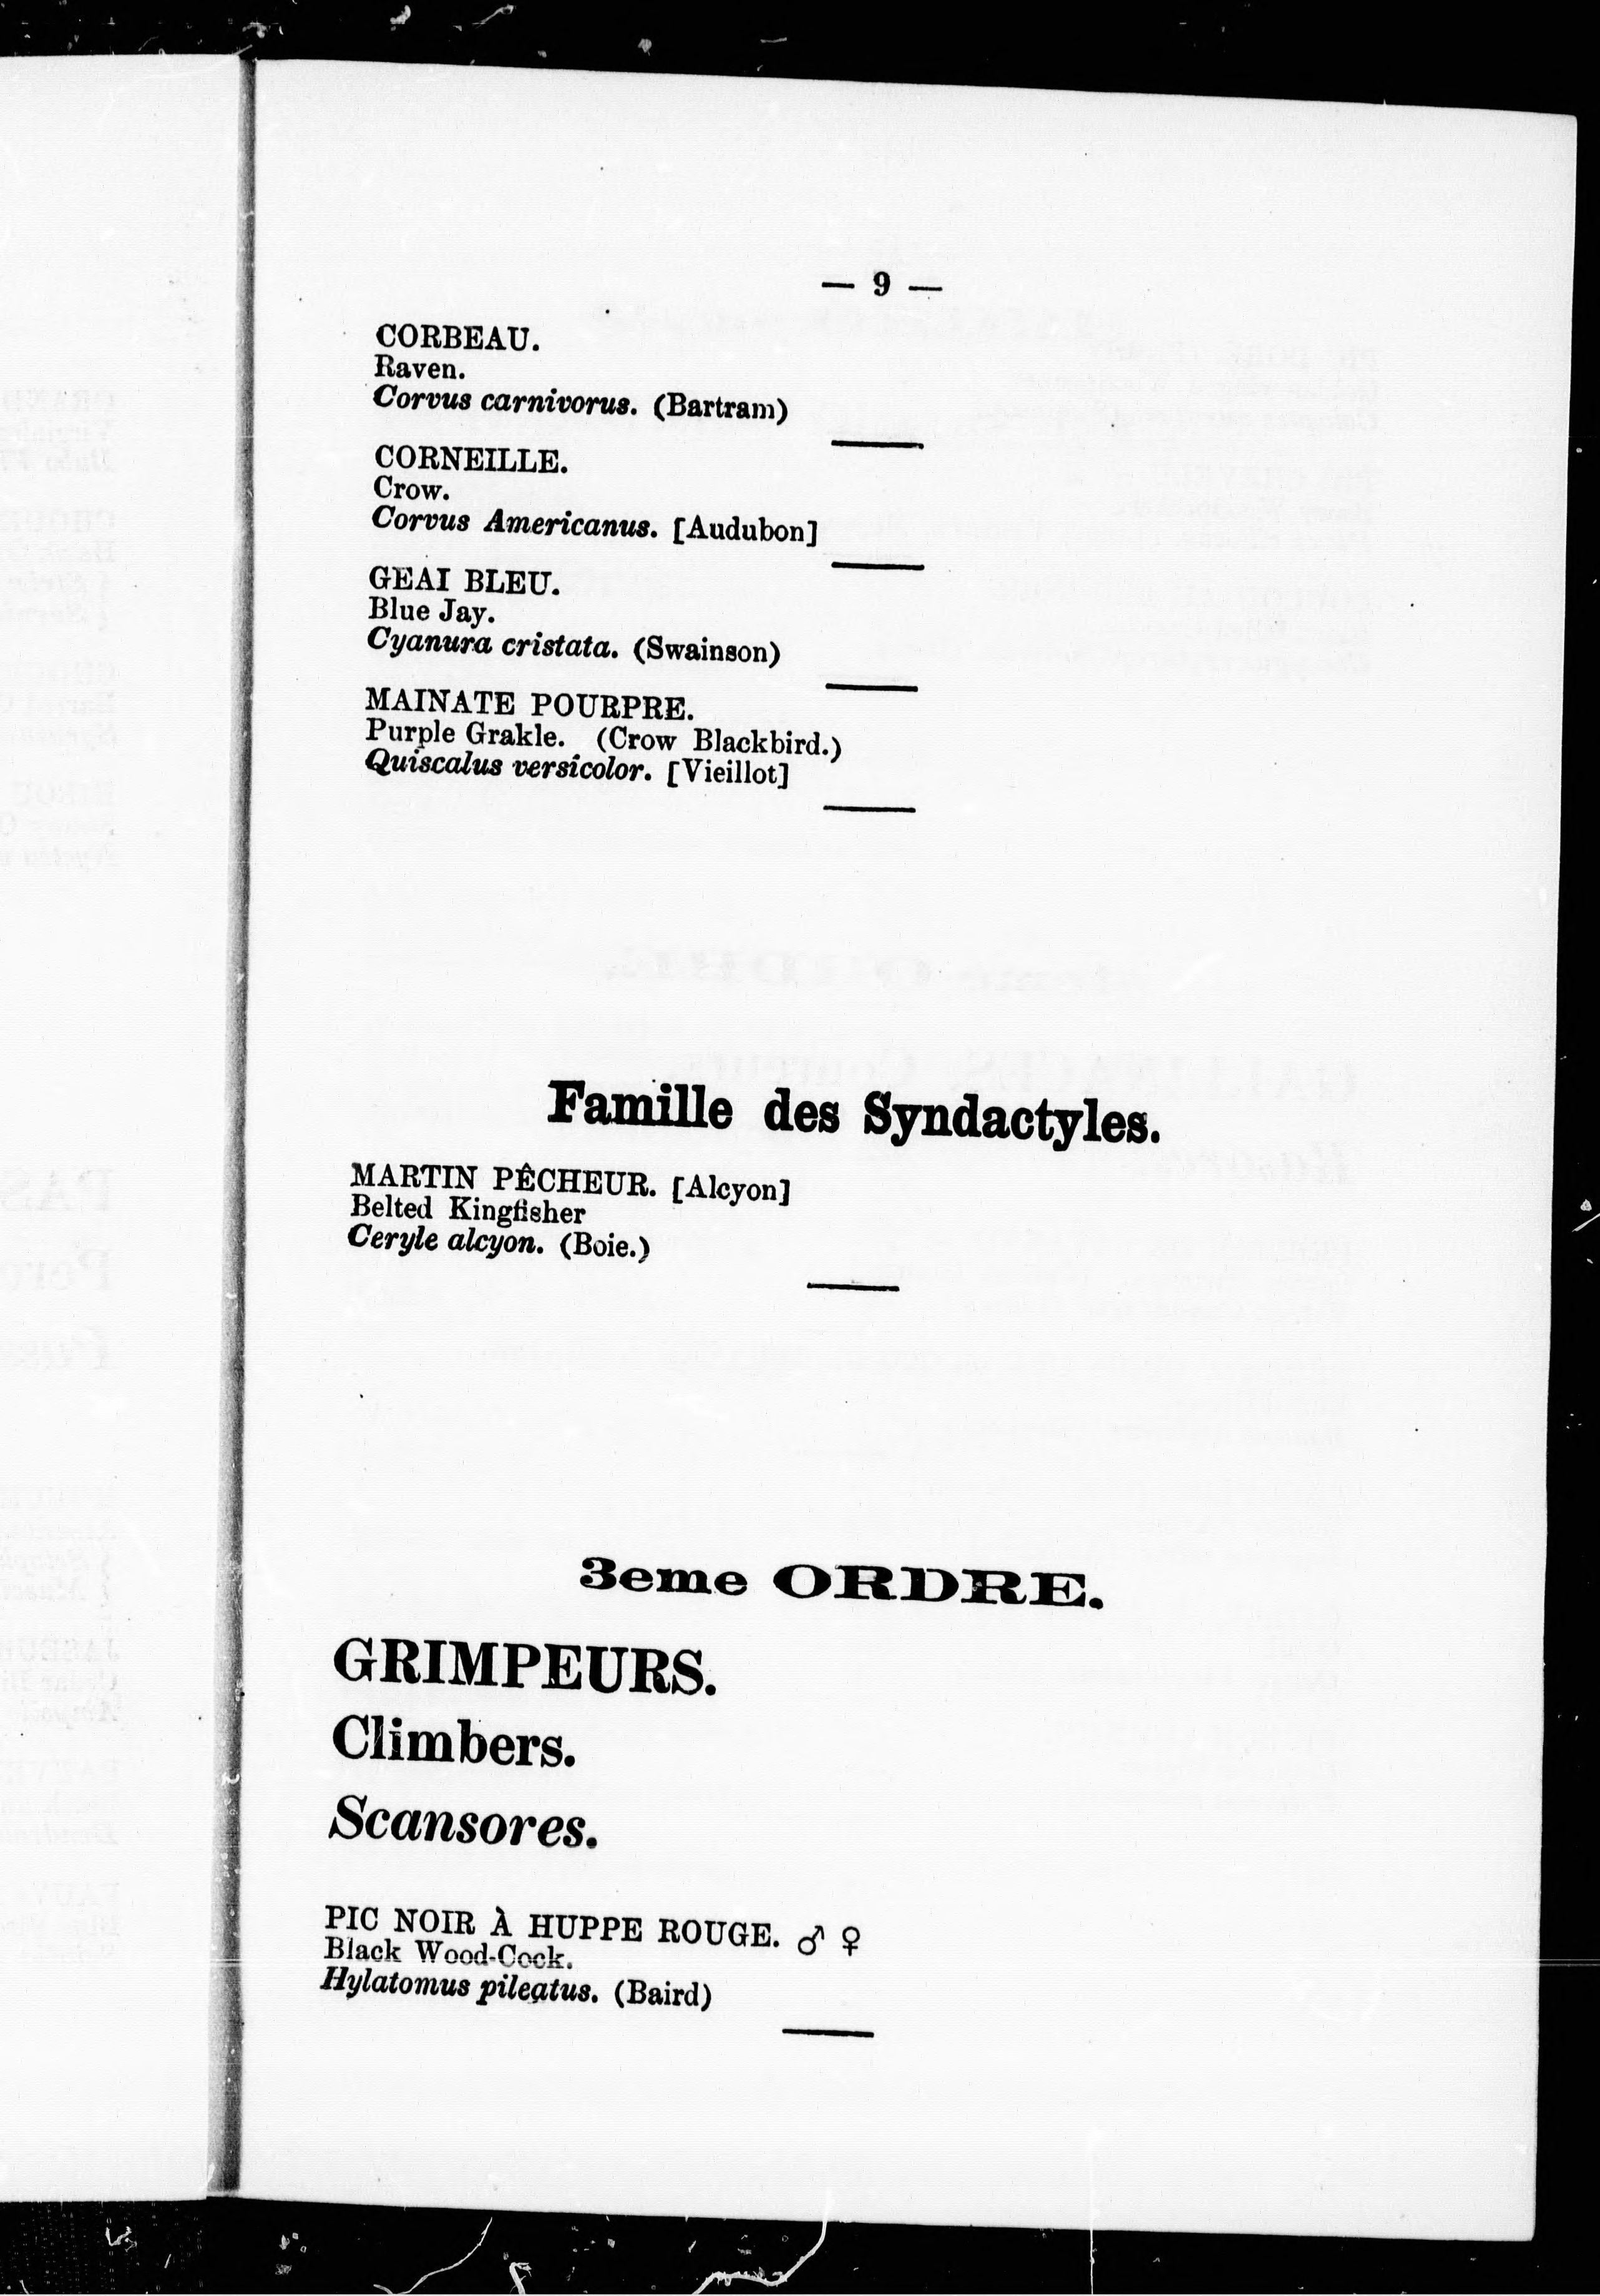 — 9 —
CORBEAU.
Raven.
Corvus carnivorus. (Bartram)
CORNEILLE.
Crow.
Corvus Americanus. [Audubon]
GEAI BLEU.
Blue Jay.
Cyanura cristata. (Swainson)
MAINATE POURPRE.
Purple Grakle. (Crow Blackbird.)
Quiscalus versicolor. [Vieillot]
Famille des Syndactyles.
MARTIN PÊCHEUR. [Alcyon]
Belted Kingfisher
Ceryle alcyon. (Boie.)
3eme ORDRE.
GRIMPEURS.
Climbers.
Scansores.
PIC NOIR À HUPPE ROUGE. ♂ ♀
Black Wood-Cock.
Hylatomus pileatus. (Baird)